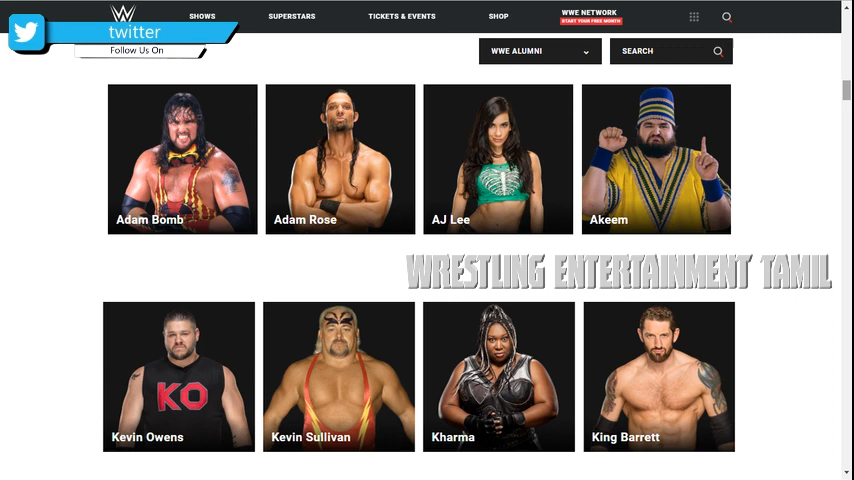 SHOWS
SUPERSTARS
TICKETS & EVENTS
SHOP
WWE NETWORK
START YOUR FREE MONTH
twitter
Follow Us On
WWE ALUMNI
SEARCH
Adam Bomb
Adam Rose
AJ Lee
Akeem
WRESTLING ENTERTAINMENT TAMIL
KO
Kevin Owens
Kevin Sullivan
Kharma
King Barrett